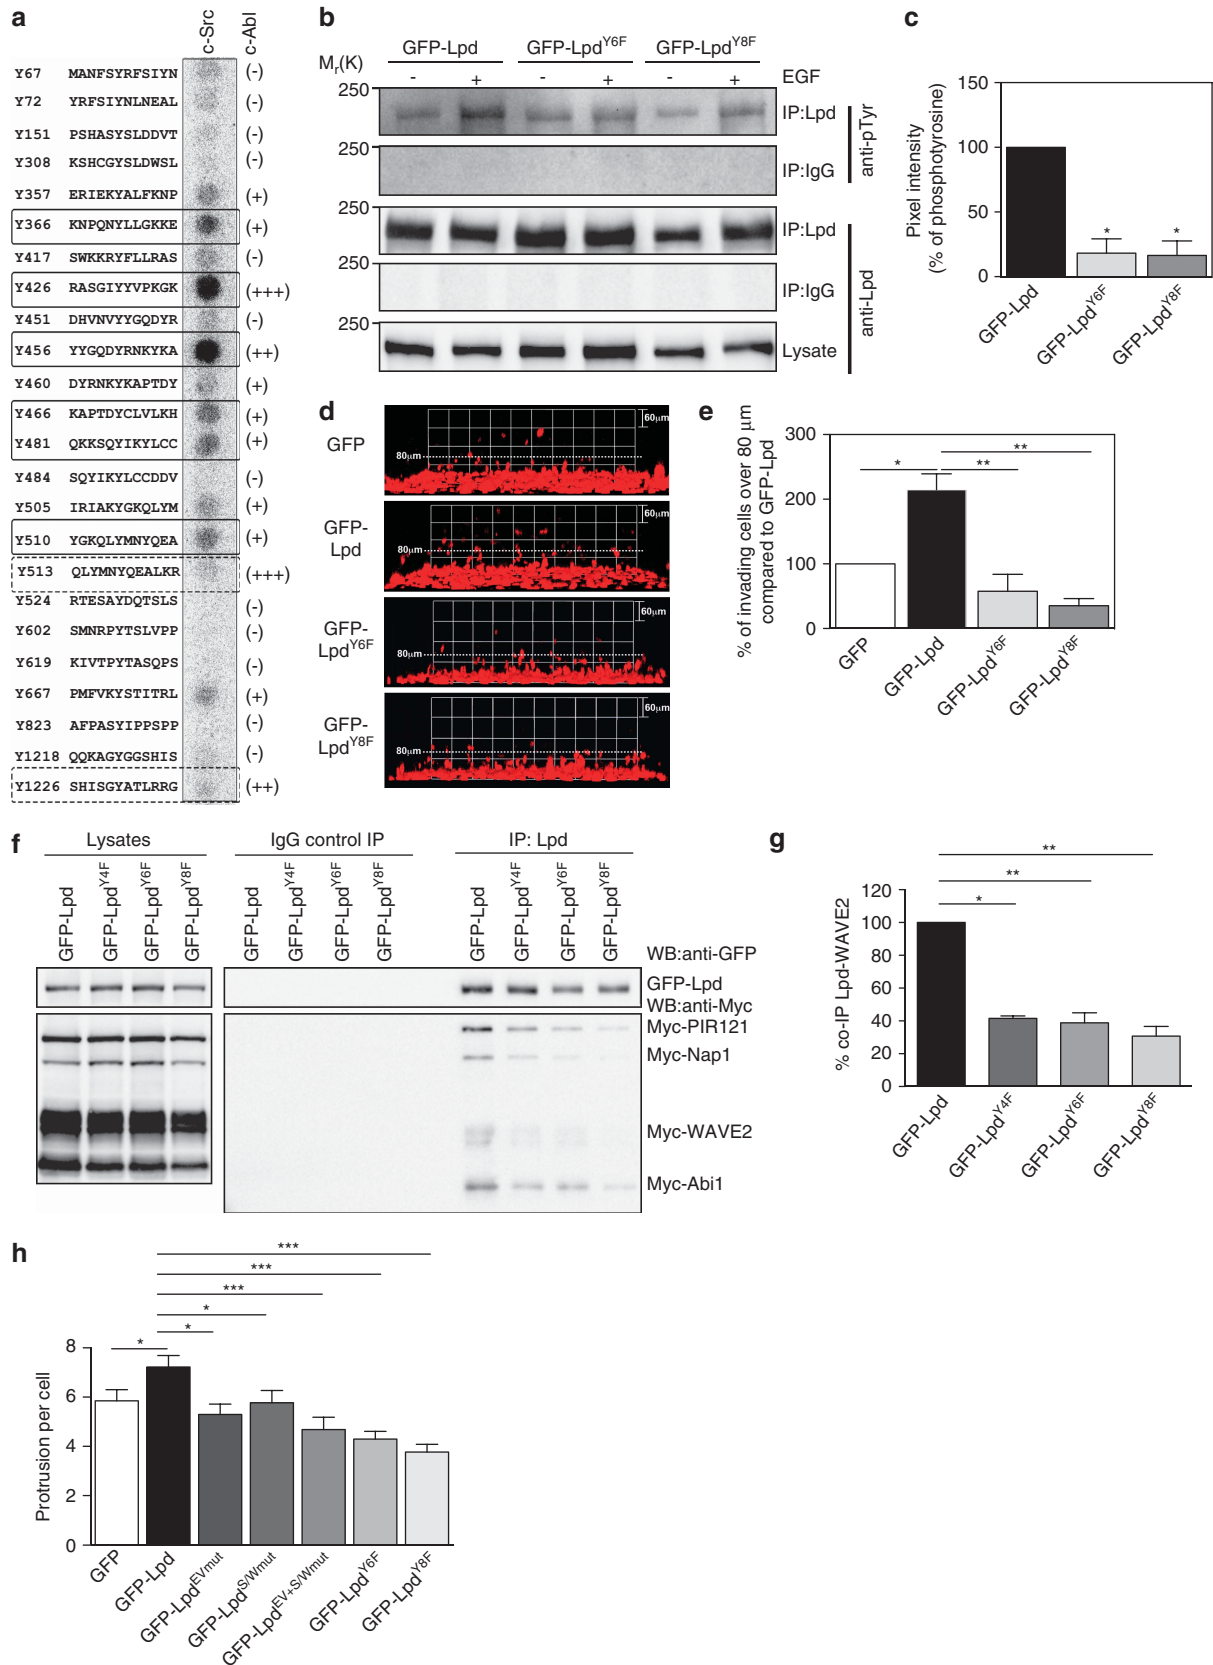 a
c-Src
c-Abl
Y67 MANFSYRFSIYN (-)
Y72 YRFSIYNLNEAL (-)
Y151 PSHASYSLDDVT (-)
Y308 KSHCGYSLDWSL (-)
Y357 ERIEKYALFKNP (+)
Y366 KNPQNYLLGKKE (+)
Y417 SWKKRYFLLRAS (-)
Y426 RASGIYYVPKGK (+++)
Y451 DHVNVYYGQDYR (-)
Y456 YYGQDYRNKYKA (++)
Y460 DYRNKYKAPTDY (+)
Y466 KAPTDYCLVLKH (+)
Y481 QKKSQYIKYLCC (+)
Y484 SQYIKYLCCDDV (-)
Y505 IRIAKYGKQLYM (+)
Y510 YGKQLYMNYQEA (+)
Y513 QLYMNYQEALKR (+++)
Y524 RTESAYDQTSLS (-)
Y602 SMNRPYTSLVPP (-)
Y619 KIVTPYTASQPS (-)
Y667 PMFVKYSTITRL (+)
Y823 AFPASYIPPSPP (-)
Y1218 QQKAGYGGSHIS (-)
Y1226 SHISGYATLRRG (++)
b
GFP-Lpd GFP-LpdY6F GFP-LpdY8F
Mr(K) - + - + - + EGF
250 IP:Lpd
250 IP:IgG
anti-pTyr
250 IP:Lpd
250 IP:IgG
250 Lysate
anti-Lpd
c
Pixel intensity
(% of phosphotyrosine)
150
100
50
0
* *
GFP-Lpd
GFP-LpdY6F
GFP-LpdY8F
d
GFP
80µm
60µm
GFP-
Lpd
80µm
60µm
GFP-
LpdY6F
80µm
60µm
GFP-
LpdY8F
80µm
60µm
e
% of invading cells over 80 µm
compared to GFP-Lpd
300
200
100
0
**
* **
GFP
GFP-Lpd
GFP-LpdY6F
GFP-LpdY8F
f
Lysates IgG control IP IP: Lpd
GFP-Lpd GFP-LpdY4F GFP-LpdY6F GFP-LpdY8F
GFP-Lpd GFP-LpdY4F GFP-LpdY6F GFP-LpdY8F
GFP-Lpd GFP-LpdY4F GFP-LpdY6F GFP-LpdY8F
WB:anti-GFP
GFP-Lpd
WB:anti-Myc
Myc-PIR121
Myc-Nap1
Myc-WAVE2
Myc-Abi1
g
% co-IP Lpd-WAVE2
120
100
80
60
40
20
0
**
**
*
GFP-Lpd
GFP-LpdY4F
GFP-LpdY6F
GFP-LpdY8F
h
Protrusion per cell
8
6
4
2
0
***
***
***
*
*
*
GFP
GFP-Lpd
GFP-LpdEVmut
GFP-LpdS/Wmut
GFP-LpdEV+S/Wmut
GFP-LpdY6F
GFP-LpdY8F